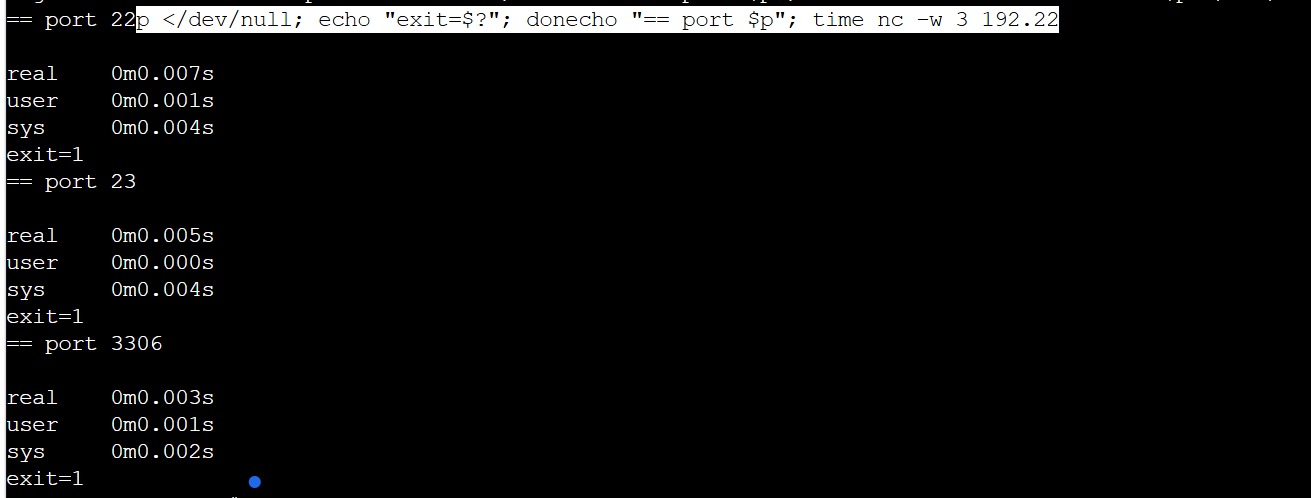 == port 22p </dev/null; echo "exit=$?"; donecho "== port $p"; time nc -w 3 192.22
real    0m0.007s
user    0m0.001s
sys     0m0.004s
exit=1
== port 23
real    0m0.005s
user    0m0.000s
sys     0m0.004s
exit=1
== port 3306
real    0m0.003s
user    0m0.001s
sys     0m0.002s
exit=1